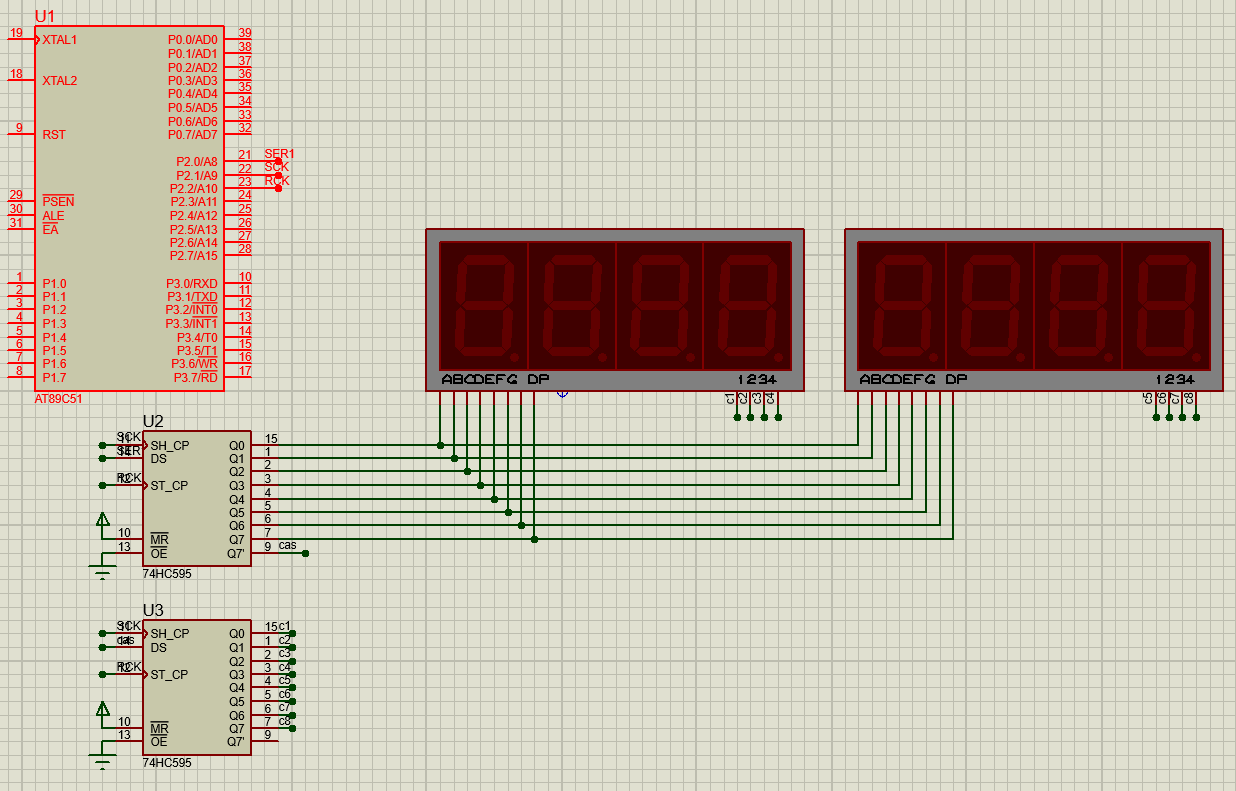 U1
19 XTAL1 P0.0/AD0 39
P0.1/AD1 38
P0.2/AD2 37
18 XTAL2 P0.3/AD3 36
P0.4/AD4 35
P0.5/AD5 34
P0.6/AD6 33
9 RST P0.7/AD7 32
P2.0/A8 21 SER1
P2.1/A9 22 SCK
P2.2/A10 23 RCK
29 PSEN P2.3/A11 24
30 ALE P2.4/A12 25
31 EA P2.5/A13 26
P2.6/A14 27
P2.7/A15 28
1 P1.0 P3.0/RXD 10
2 P1.1 P3.1/TXD 11
3 P1.2 P3.2/INT0 12
4 P1.3 P3.3/INT1 13
5 P1.4 P3.4/T0 14
6 P1.5 P3.5/T1 15
7 P1.6 P3.6/WR 16
8 P1.7 P3.7/RD 17
AT89C51
ABCDEFG DP 1234
c1 c2 c3 c4
ABCDEFG DP 1234
c5 c6 c7 c8
U2
SCK 11 SH_CP Q0 15
SER DS Q1 1
Q2 2
RCK 12 ST_CP Q3 3
Q4 4
Q5 5
Q6 6
10 MR Q7 7
13 OE Q7' 9 cas
74HC595
U3
SCK 11 SH_CP Q0 15 c1
cas 14 DS Q1 1 c2
Q2 2 c3
RCK 12 ST_CP Q3 3 c4
Q4 4 c5
Q5 5 c6
Q6 6 c7
10 MR Q7 7 c8
13 OE Q7' 9
74HC595